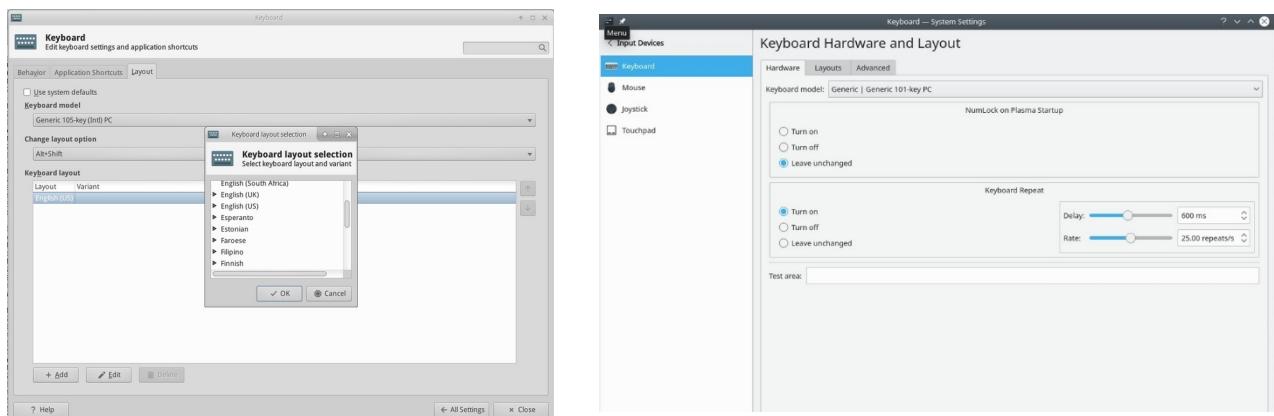 Keyboard
Keyboard
Edit keyboard settings and application shortcuts
Behavior Application Shortcuts Layout
Use system defaults
Keyboard model
Generic 105-key (Intl) PC
Change layout option
Alt+Shift
Keyboard layout
Layout Variant
English (US)
Keyboard layout selection
Keyboard layout selection
Select keyboard layout and variant
English (South Africa)
English (UK)
English (US)
Esperanto
Estonian
Faroese
Filipino
Finnish
OK Cancel
Add Edit Delete
? Help All Settings Close
Keyboard — System Settings
Menu
Input Devices
Keyboard
Mouse
Joystick
Touchpad
Keyboard Hardware and Layout
Hardware Layouts Advanced
Keyboard model: Generic | Generic 101-key PC
NumLock on Plasma Startup
Turn on
Turn off
Leave unchanged
Keyboard Repeat
Turn on
Turn off
Leave unchanged
Delay: 600 ms
Rate: 25.00 repeats/s
Test area: